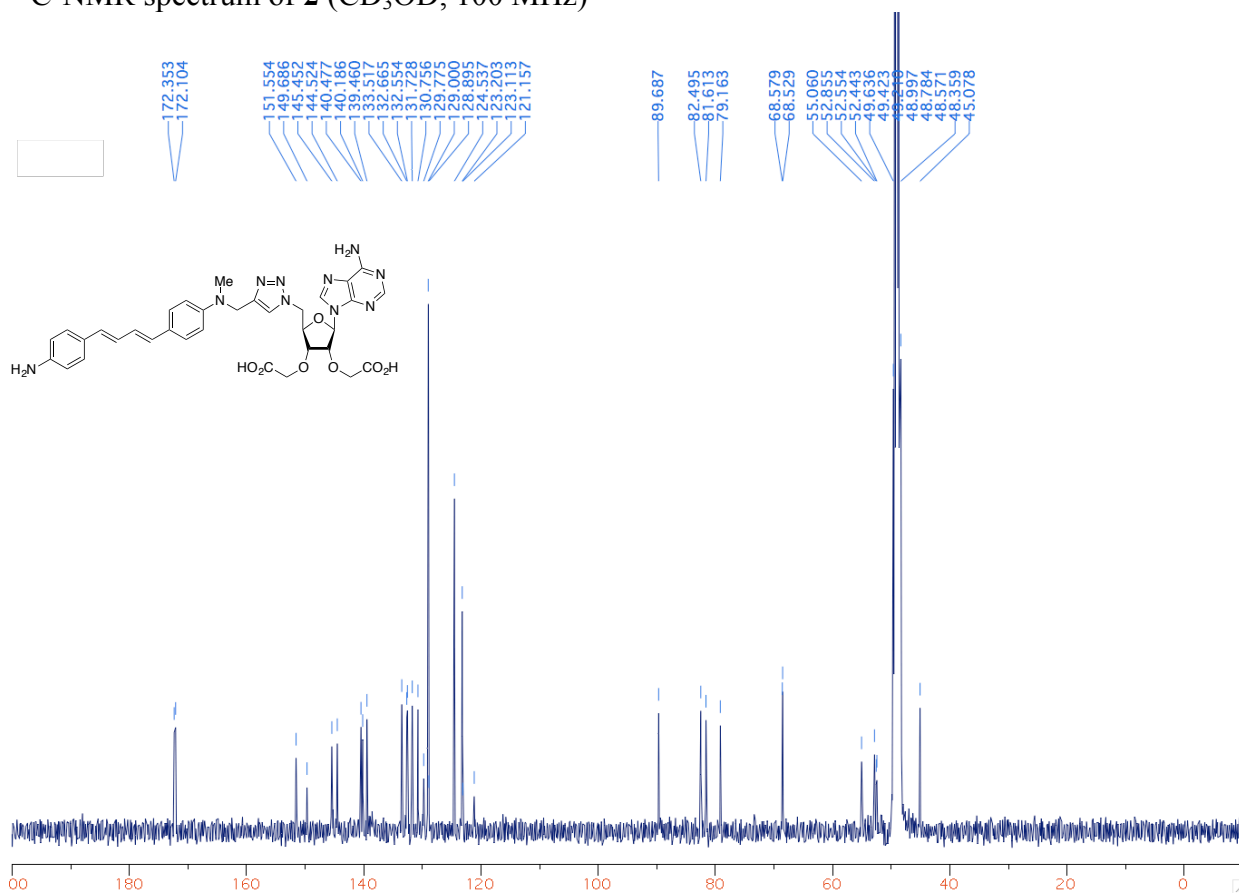 C-NMR spectrum of 2 (CD₃OD, 100 MHz)
172.353
172.104
151.554
149.686
145.452
144.524
140.477
140.186
139.460
133.517
132.665
132.554
131.728
130.756
129.775
129.000
128.895
124.537
123.203
123.113
121.157
89.687
82.495
81.613
79.163
68.579
68.529
55.060
52.855
52.554
52.443
49.636
49.423
49.210
48.997
48.784
48.571
48.359
45.078
H₂N
Me
N=N
N
N
N
N
N
N
N
O
HO₂C
O
O
CO₂H
H₂N
00 180 160 140 120 100 80 60 40 20 0